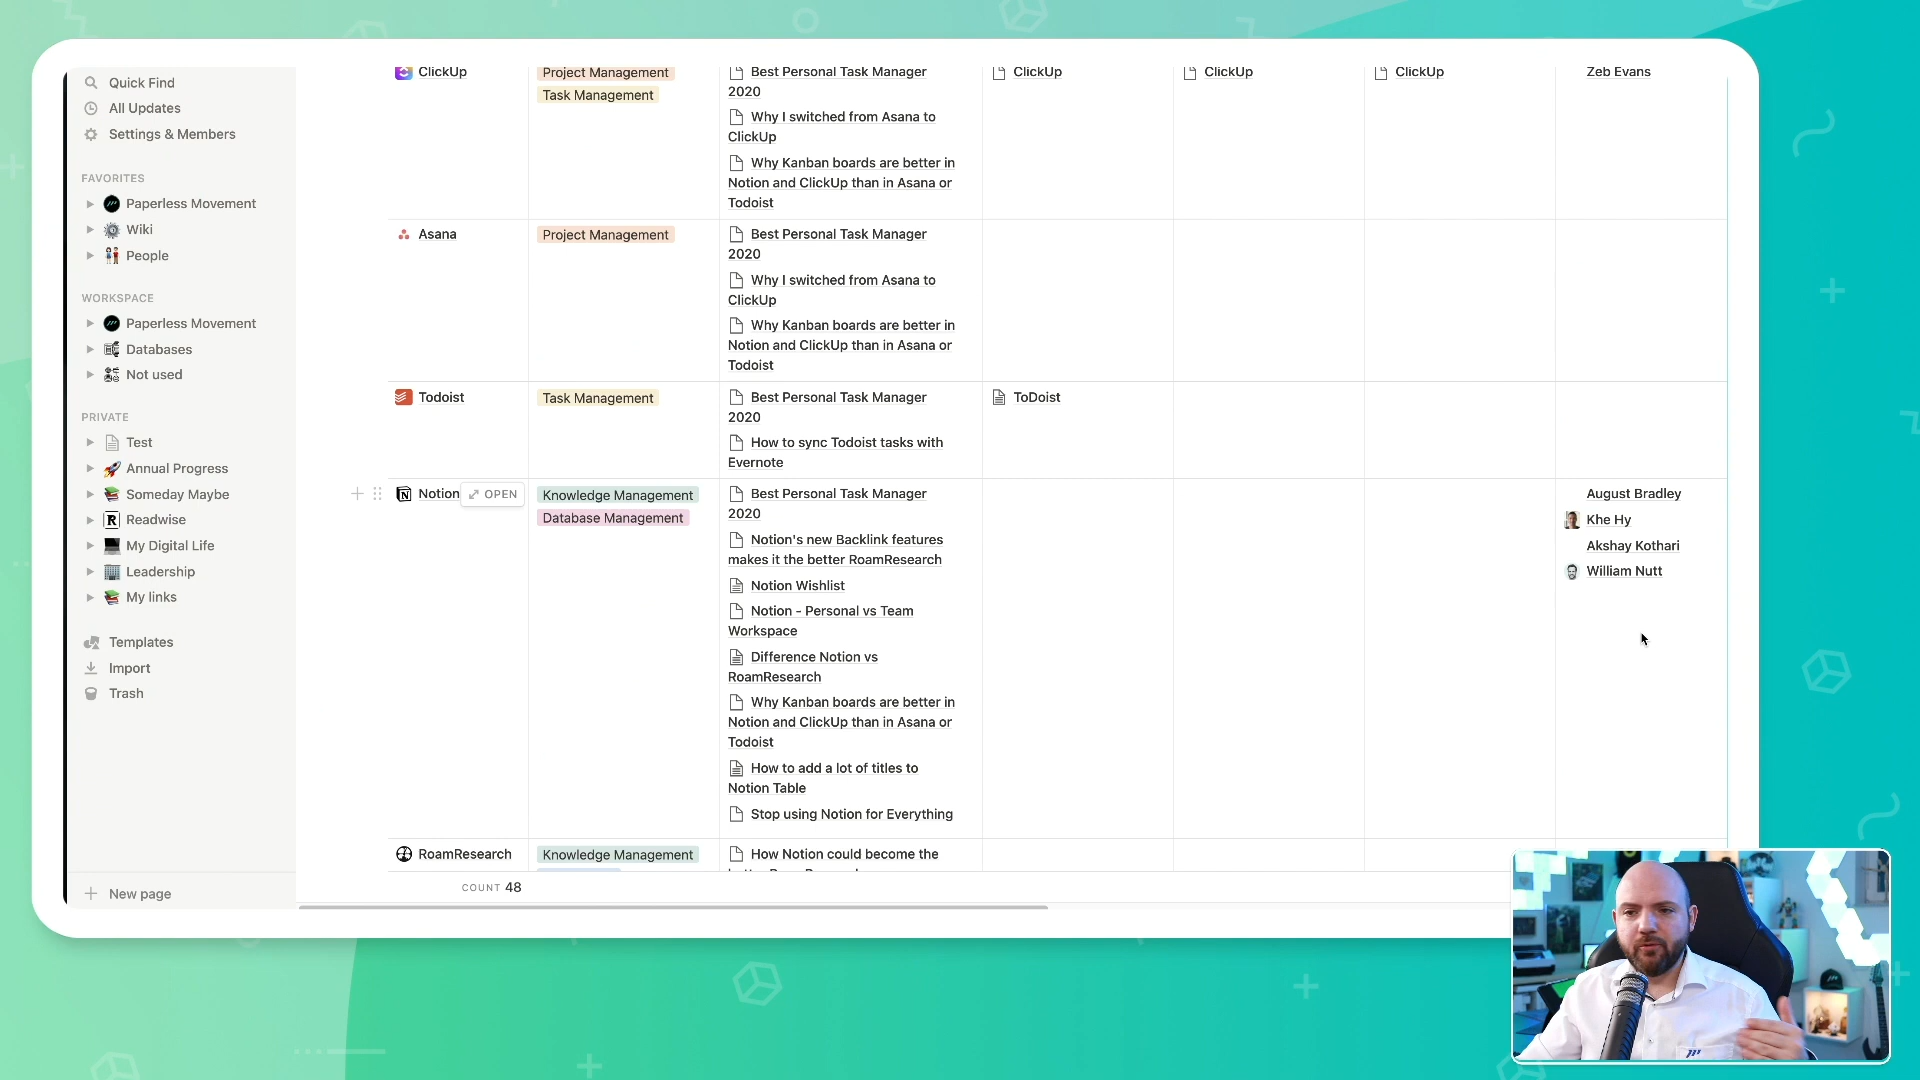 Quick Find
All Updates
Settings & Members
FAVORITES
Paperless Movement
Wiki
People
WORKSPACE
Paperless Movement
Databases
Not used
PRIVATE
Test
Annual Progress
Someday Maybe
Readwise
My Digital Life
Leadership
My links
Templates
Import
Trash
New page
ClickUp
Project Management
Task Management
Best Personal Task Manager
2020
Why I switched from Asana to
ClickUp
Why Kanban boards are better in
Notion and ClickUp than in Asana or
Todoist
ClickUp
ClickUp
ClickUp
Zeb Evans
Asana
Project Management
Best Personal Task Manager
2020
Why I switched from Asana to
ClickUp
Why Kanban boards are better in
Notion and ClickUp than in Asana or
Todoist
Todoist
Task Management
Best Personal Task Manager
2020
How to sync Todoist tasks with
Evernote
ToDoist
Notion
OPEN
Knowledge Management
Database Management
Best Personal Task Manager
2020
Notion's new Backlink features
makes it the better RoamResearch
Notion Wishlist
Notion - Personal vs Team
Workspace
Difference Notion vs
RoamResearch
Why Kanban boards are better in
Notion and ClickUp than in Asana or
Todoist
How to add a lot of titles to
Notion Table
Stop using Notion for Everything
August Bradley
Khe Hy
Akshay Kothari
William Nutt
RoamResearch
Knowledge Management
How Notion could become the
COUNT 48